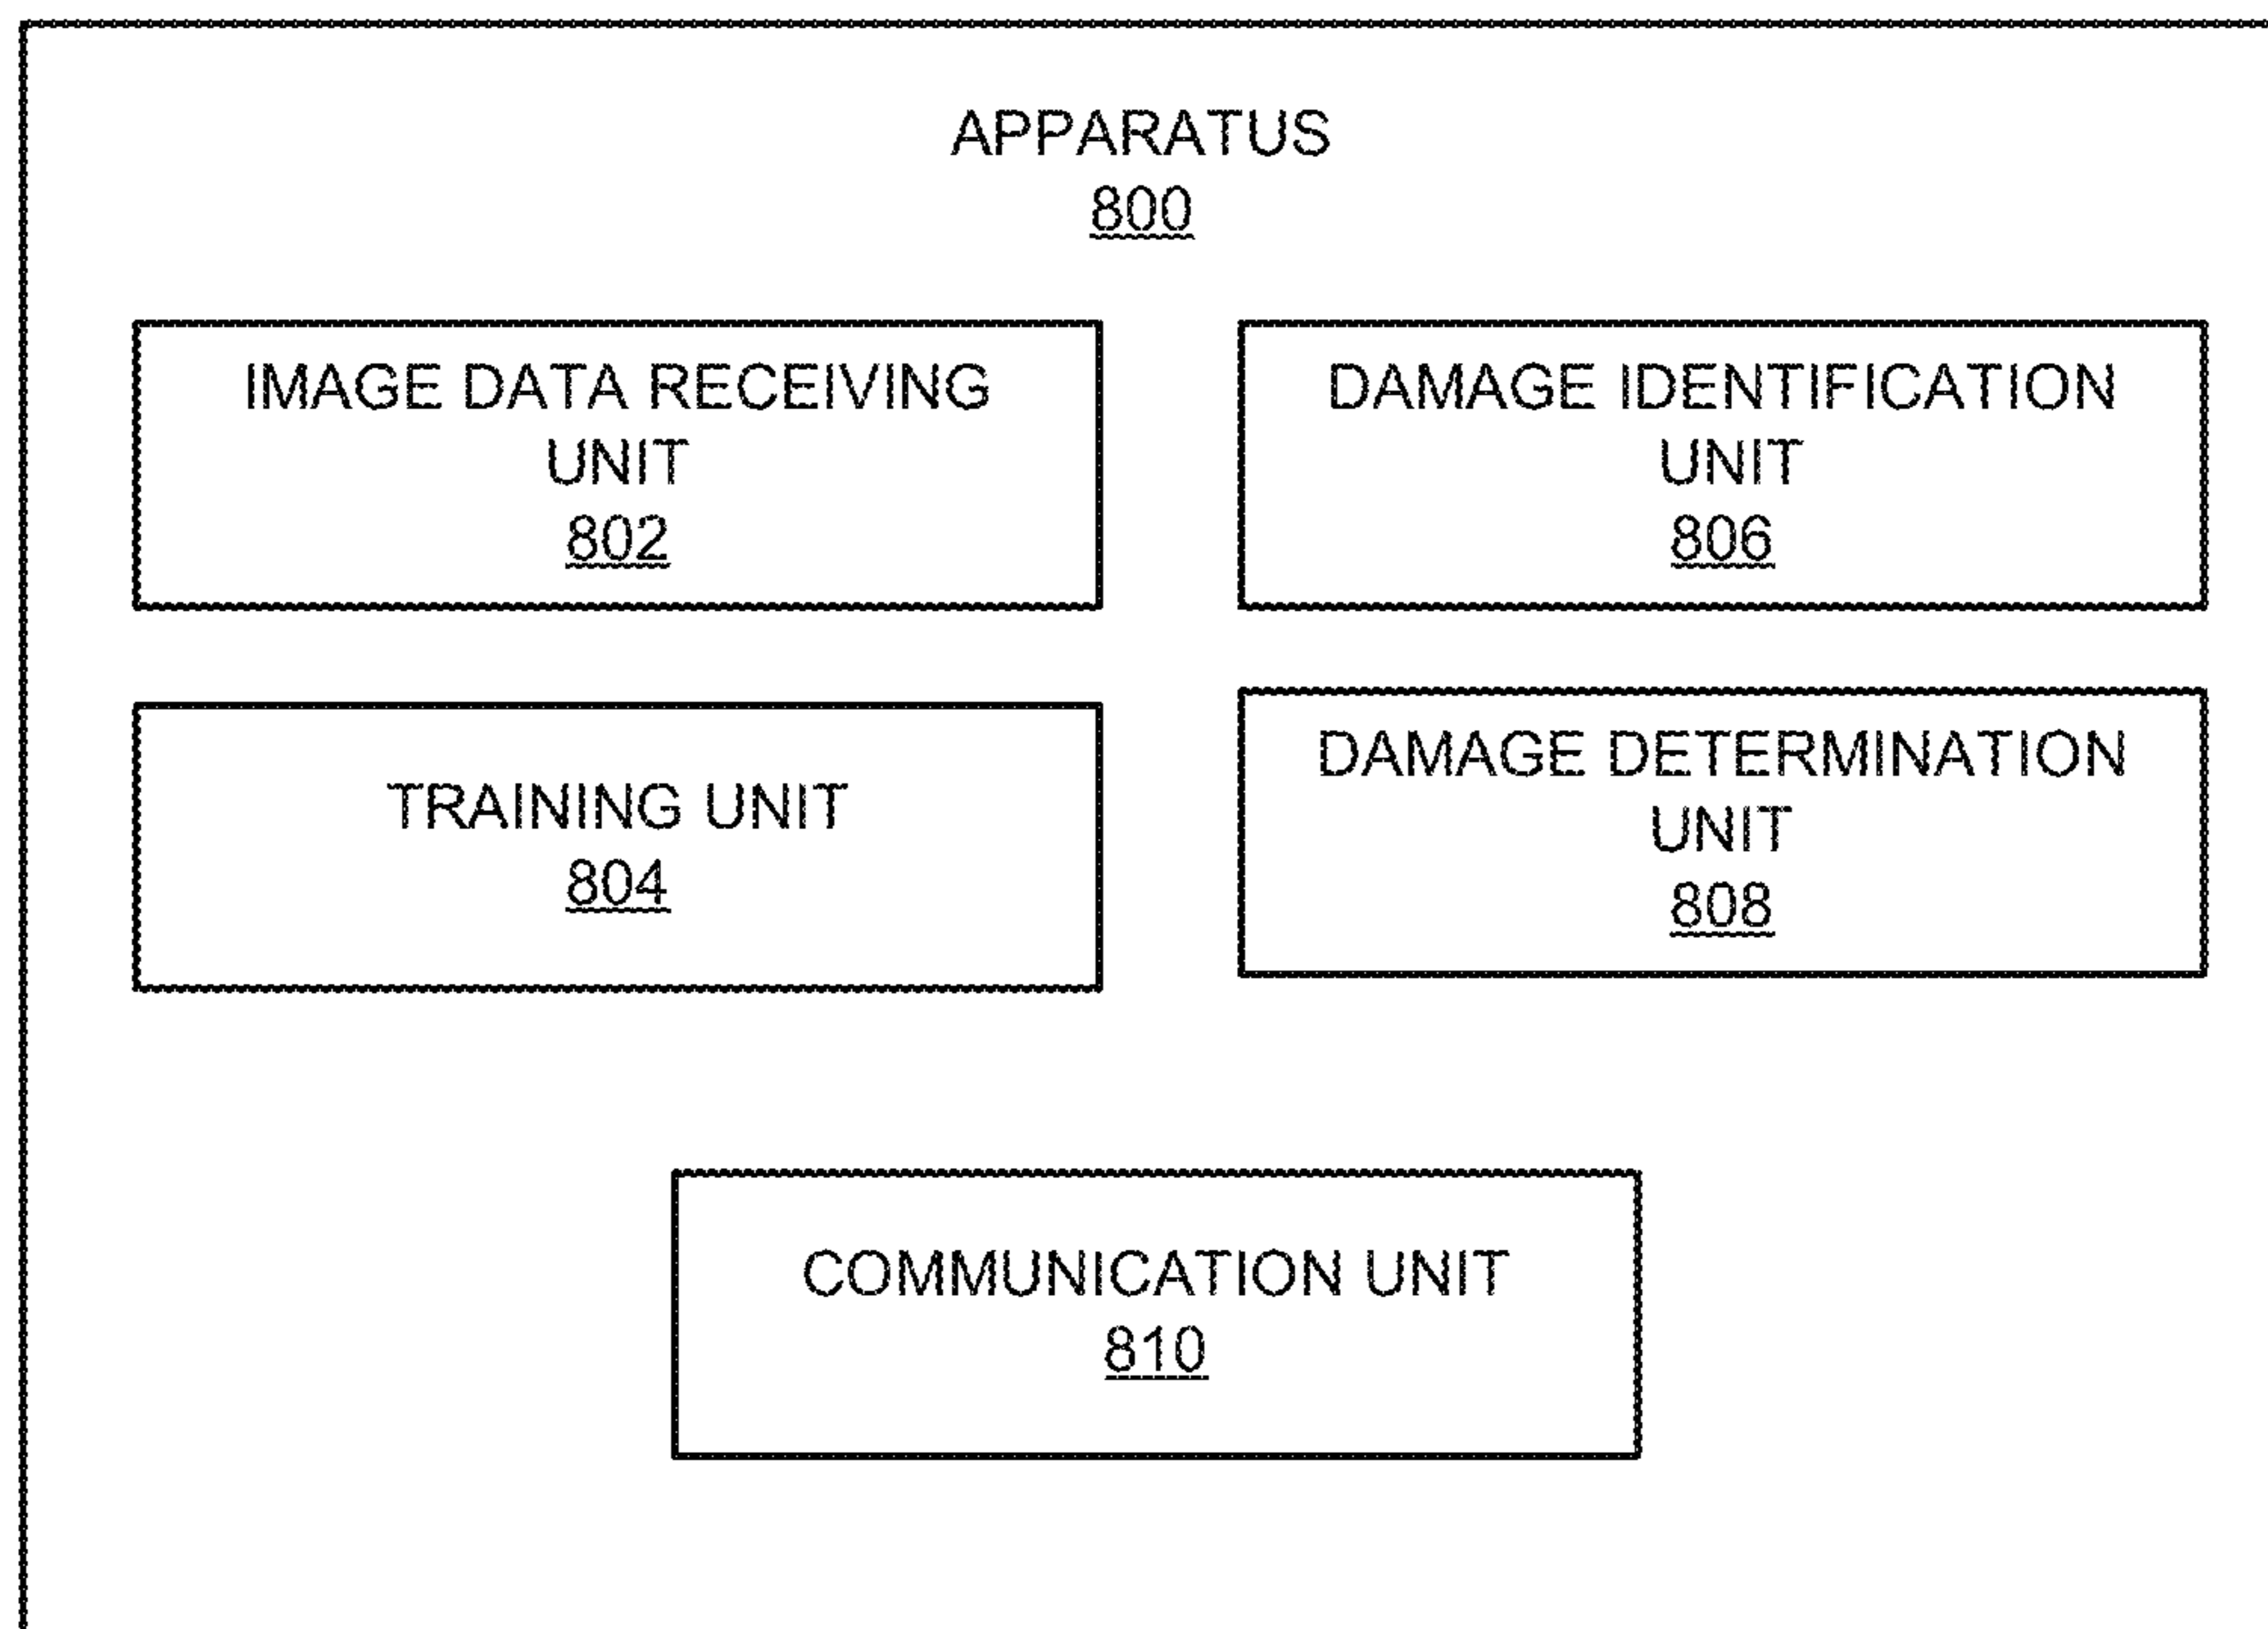 APPARATUS
800
IMAGE DATA RECEIVING
UNIT
802
DAMAGE IDENTIFICATION
UNIT
806
TRAINING UNIT
804
DAMAGE DETERMINATION
UNIT
808
COMMUNICATION UNIT
810